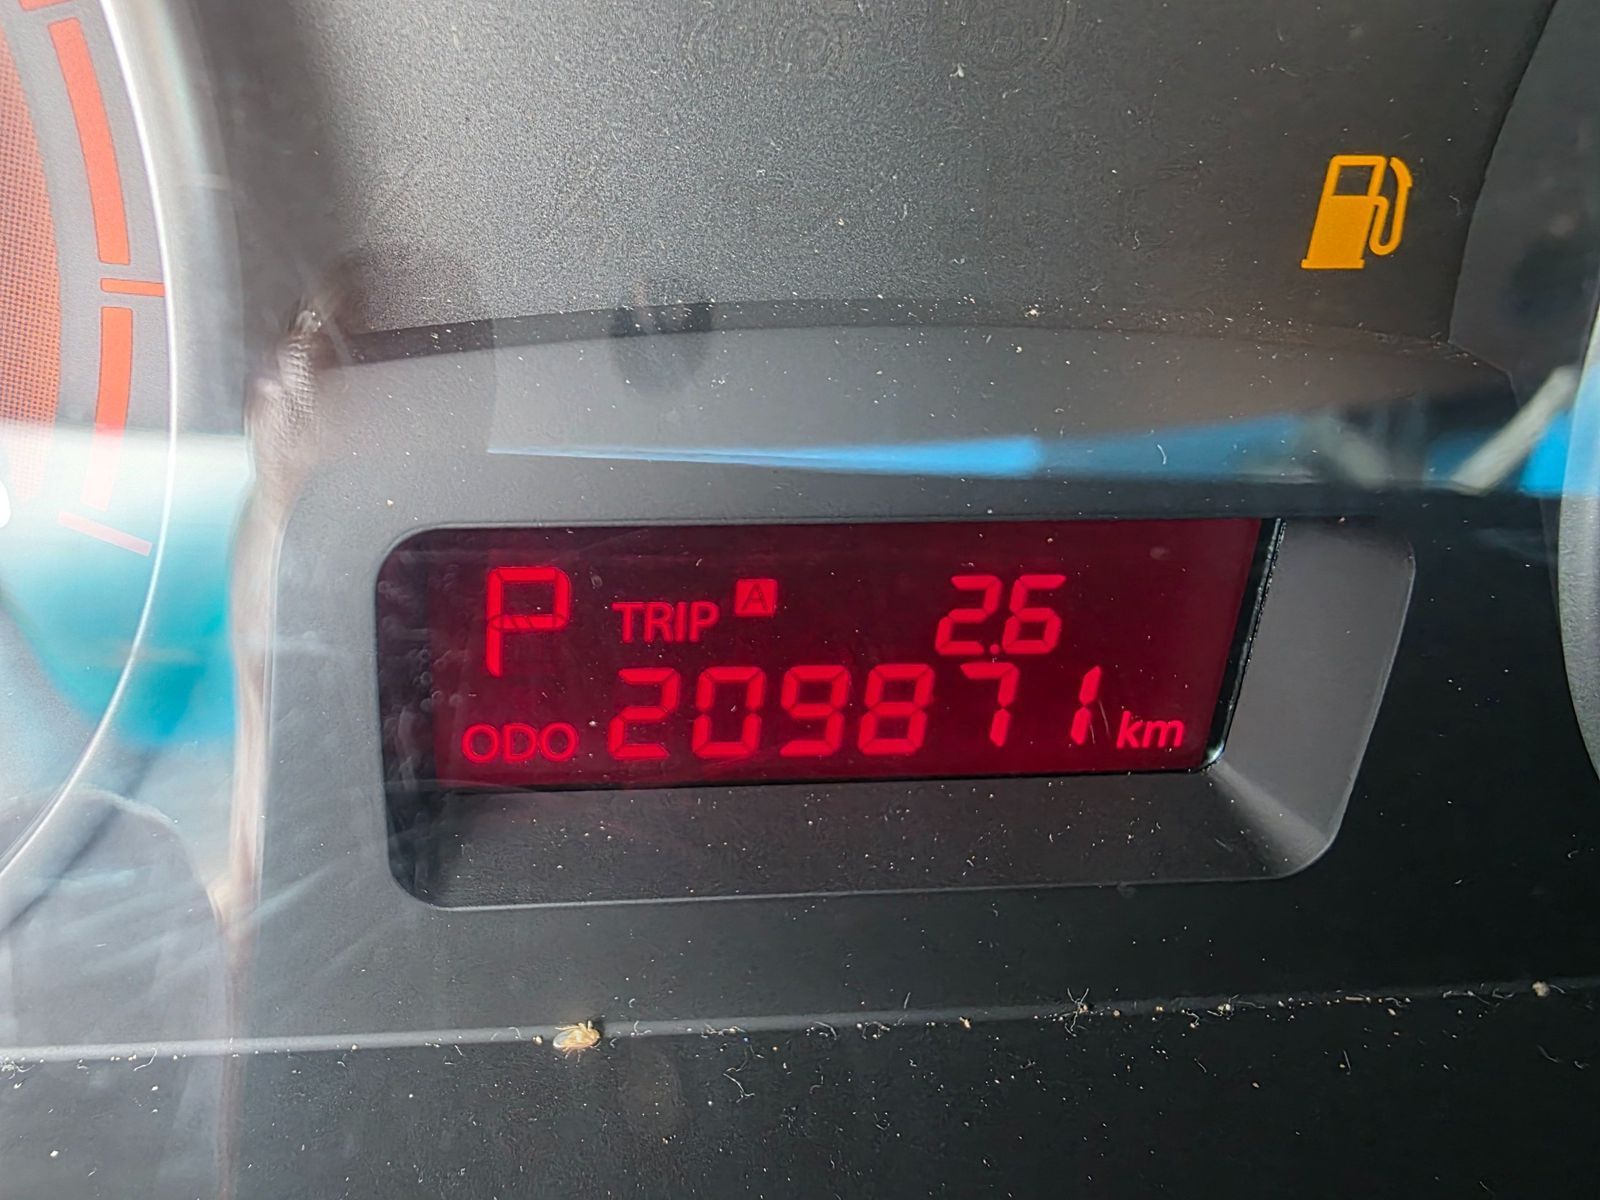 P TRIP A 2.6
ODO 209871 km